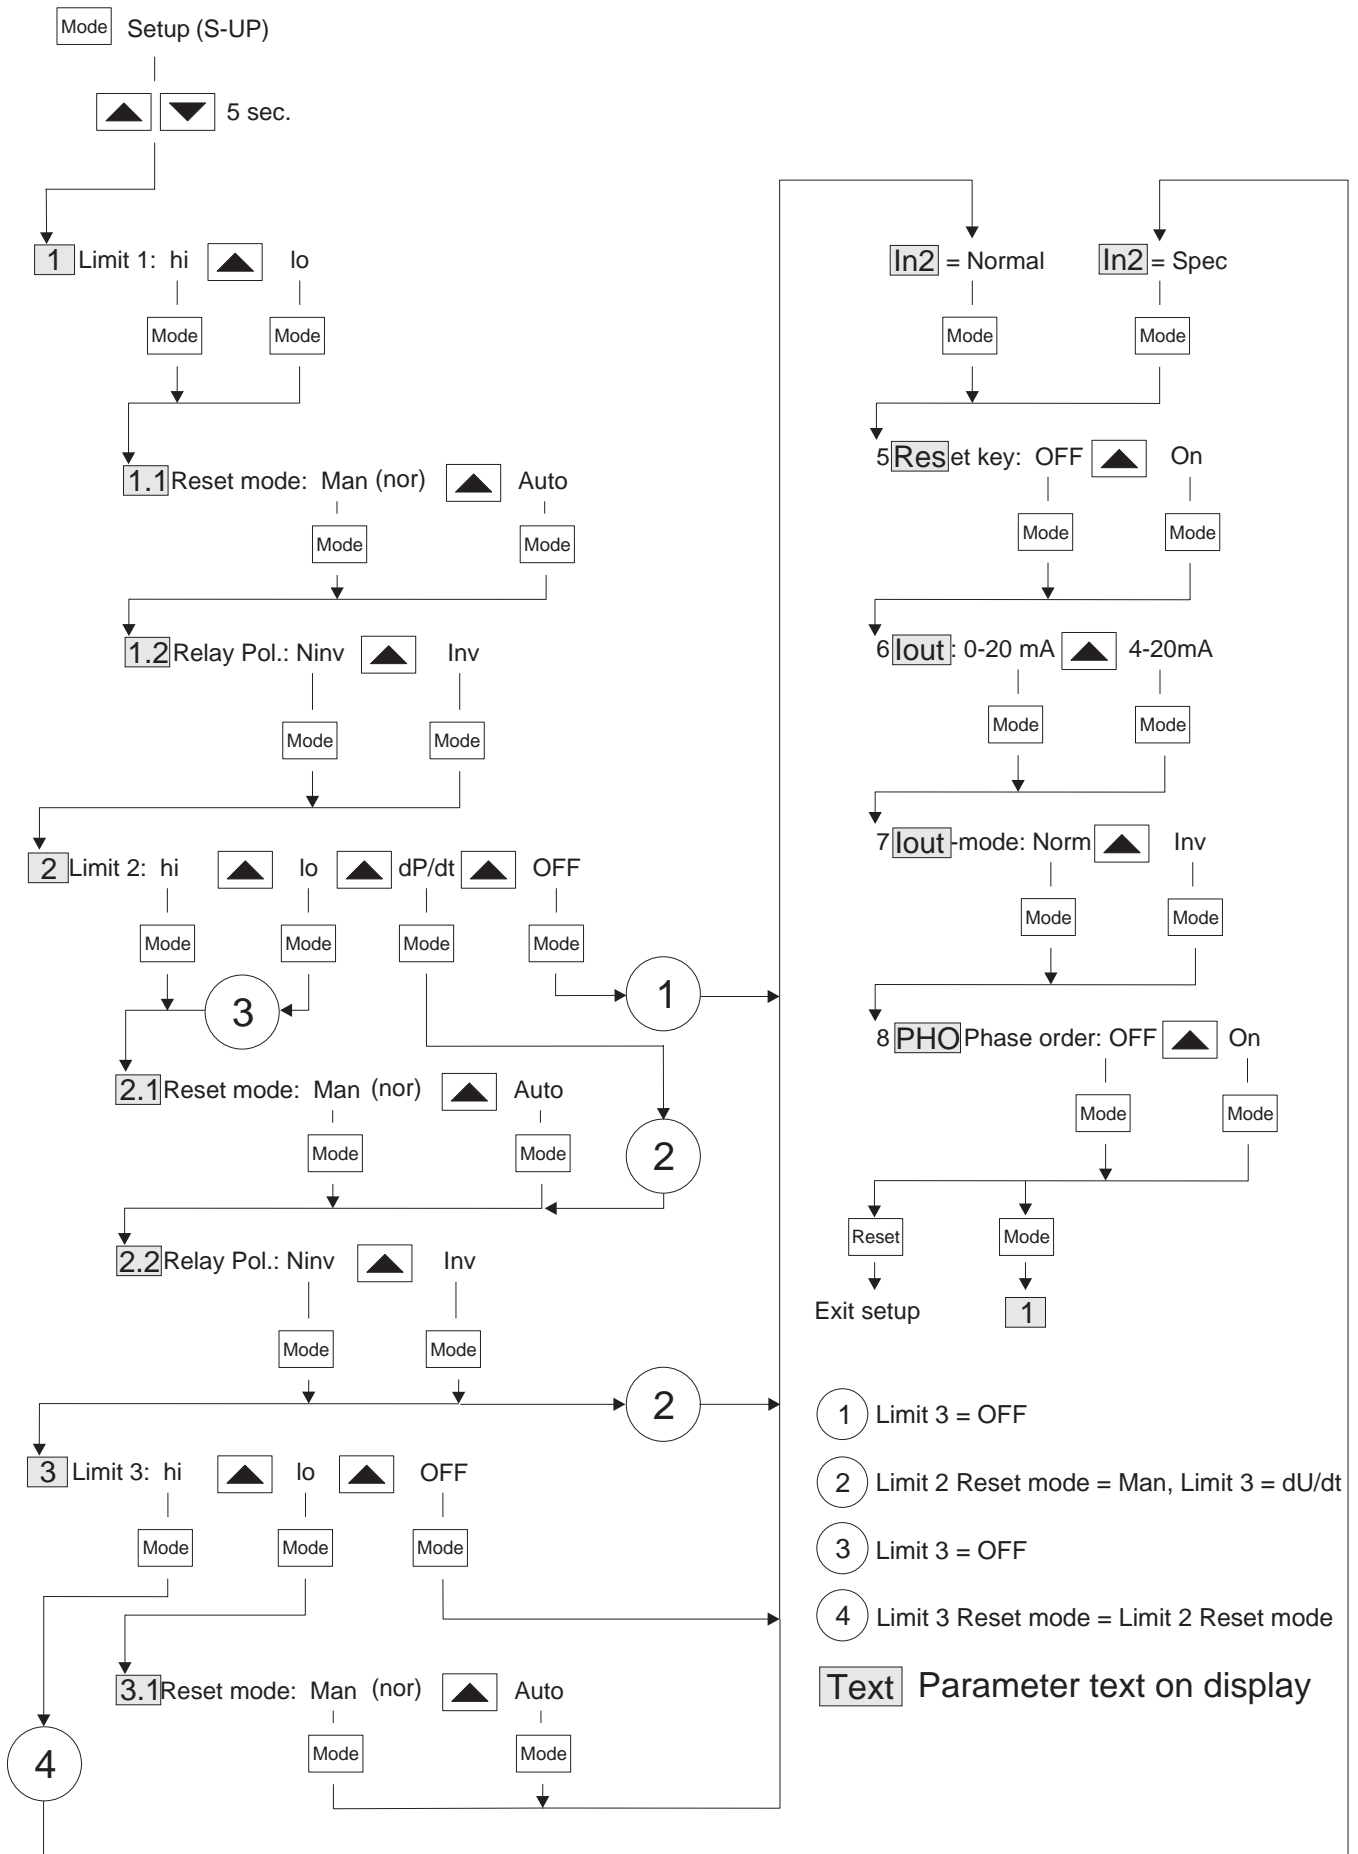 Mode Setup (S-UP)
5 sec.
1 Limit 1: hi lo
Mode Mode
1.1 Reset mode: Man (nor) Auto
Mode Mode
1.2 Relay Pol.: Ninv Inv
Mode Mode
2 Limit 2: hi lo dP/dt OFF
Mode Mode Mode Mode
3
1
2.1 Reset mode: Man (nor) Auto
Mode Mode
2
2.2 Relay Pol.: Ninv Inv
Mode Mode
2
3 Limit 3: hi lo OFF
Mode Mode Mode
3.1 Reset mode: Man (nor) Auto
Mode Mode
4
In2 = Normal In2 = Spec
Mode Mode
5 Reset key: OFF On
Mode Mode
6 Iout : 0-20 mA 4-20mA
Mode Mode
7 Iout -mode: Norm Inv
Mode Mode
8 PHO Phase order: OFF On
Mode Mode
Reset Mode
Exit setup 1
1 Limit 3 = OFF
2 Limit 2 Reset mode = Man, Limit 3 = dU/dt
3 Limit 3 = OFF
4 Limit 3 Reset mode = Limit 2 Reset mode
Text Parameter text on display